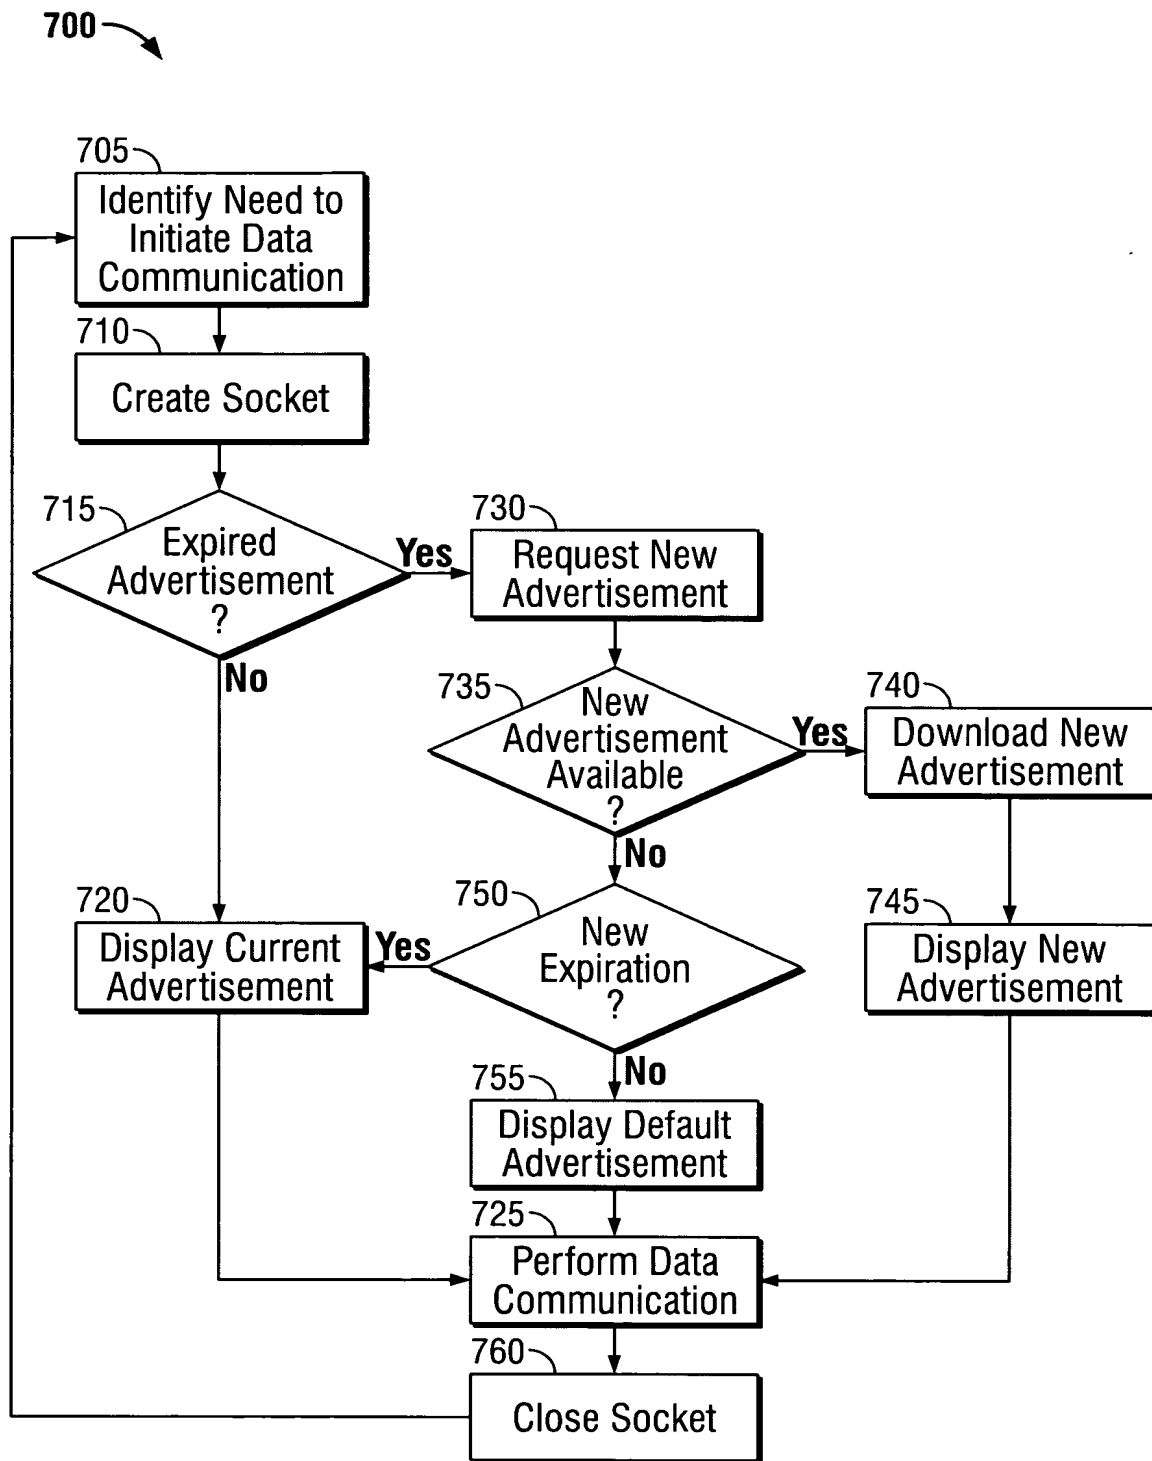 700
705
Identify Need to
Initiate Data
Communication
710
Create Socket
715
Expired
Advertisement
?
Yes
No
730
Request New
Advertisement
735
New
Advertisement
Available
?
Yes
No
740
Download New
Advertisement
745
Display New
Advertisement
750
New
Expiration
?
Yes
No
720
Display Current
Advertisement
755
Display Default
Advertisement
725
Perform Data
Communication
760
Close Socket